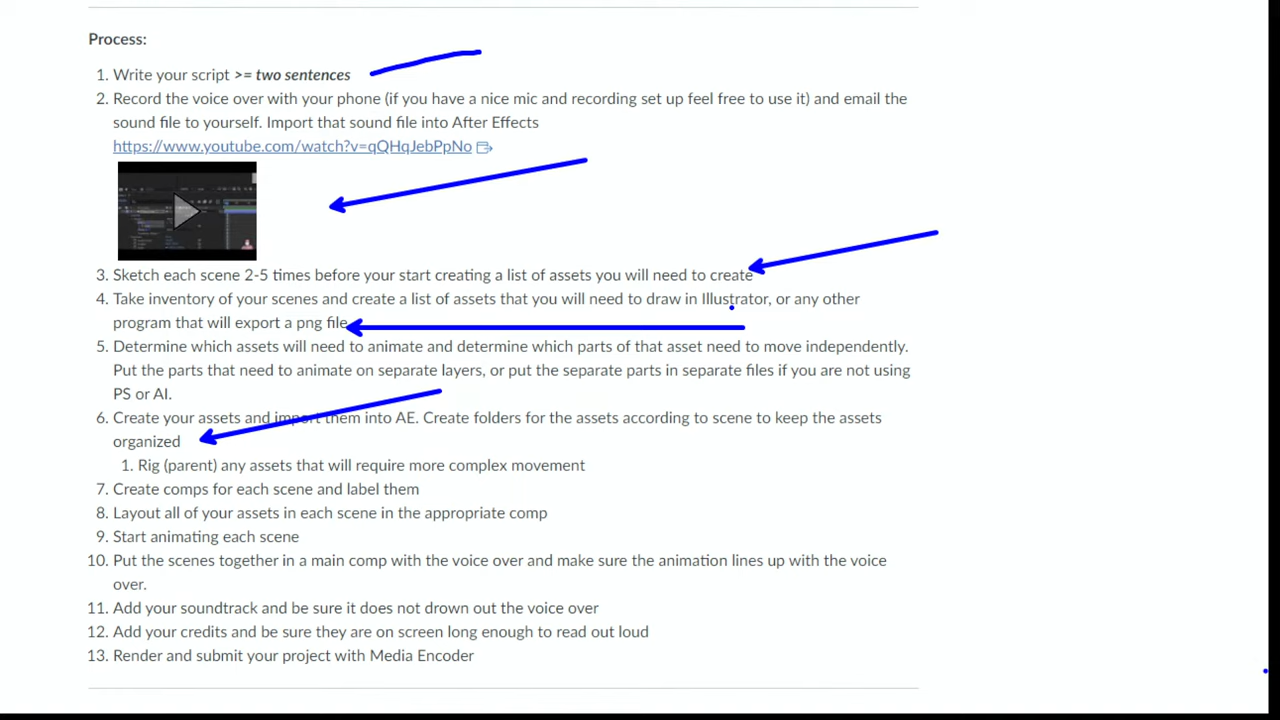 Process:
1. Write your script >= two sentences
2. Record the voice over with your phone (if you have a nice mic and recording set up feel free to use it) and email the
sound file to yourself. Import that sound file into After Effects
https://www.youtube.com/watch?v=qQHqJebPpNo
3. Sketch each scene 2-5 times before your start creating a list of assets you will need to create
4. Take inventory of your scenes and create a list of assets that you will need to draw in Illustrator, or any other
program that will export a png file
5. Determine which assets will need to animate and determine which parts of that asset need to move independently.
Put the parts that need to animate on separate layers, or put the separate parts in separate files if you are not using
PS or AI.
6. Create your assets and import them into AE. Create folders for the assets according to scene to keep the assets
organized
1. Rig (parent) any assets that will require more complex movement
7. Create comps for each scene and label them
8. Layout all of your assets in each scene in the appropriate comp
9. Start animating each scene
10. Put the scenes together in a main comp with the voice over and make sure the animation lines up with the voice
over.
11. Add your soundtrack and be sure it does not drown out the voice over
12. Add your credits and be sure they are on screen long enough to read out loud
13. Render and submit your project with Media Encoder